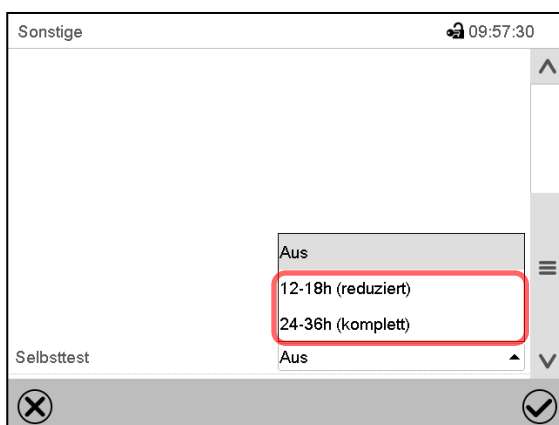 Sonstige 09:57:30
Aus
12-18h (reduziert)
24-36h (komplett)
Selbsttest Aus